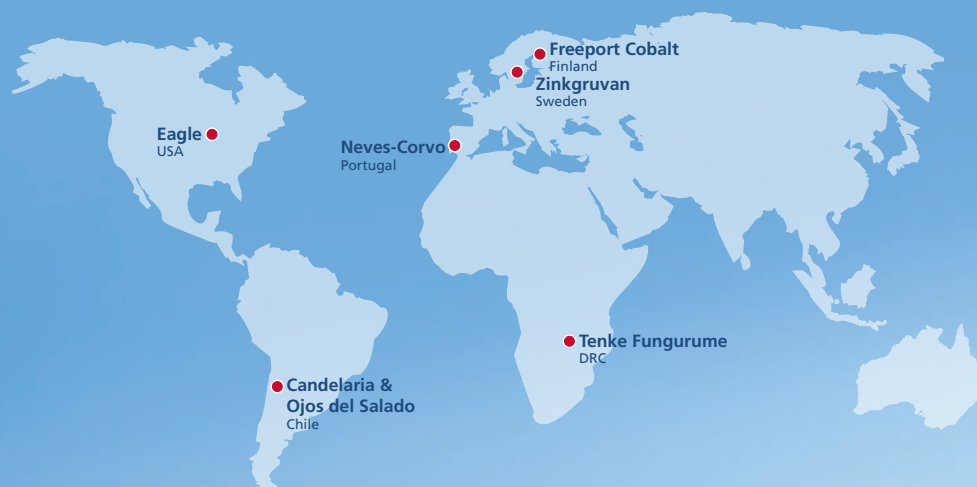 Freeport Cobalt
Finland
Zinkgruvan
Sweden
Eagle
USA
Neves-Corvo
Portugal
Tenke Fungurume
DRC
Candelaria &
Ojos del Salado
Chile